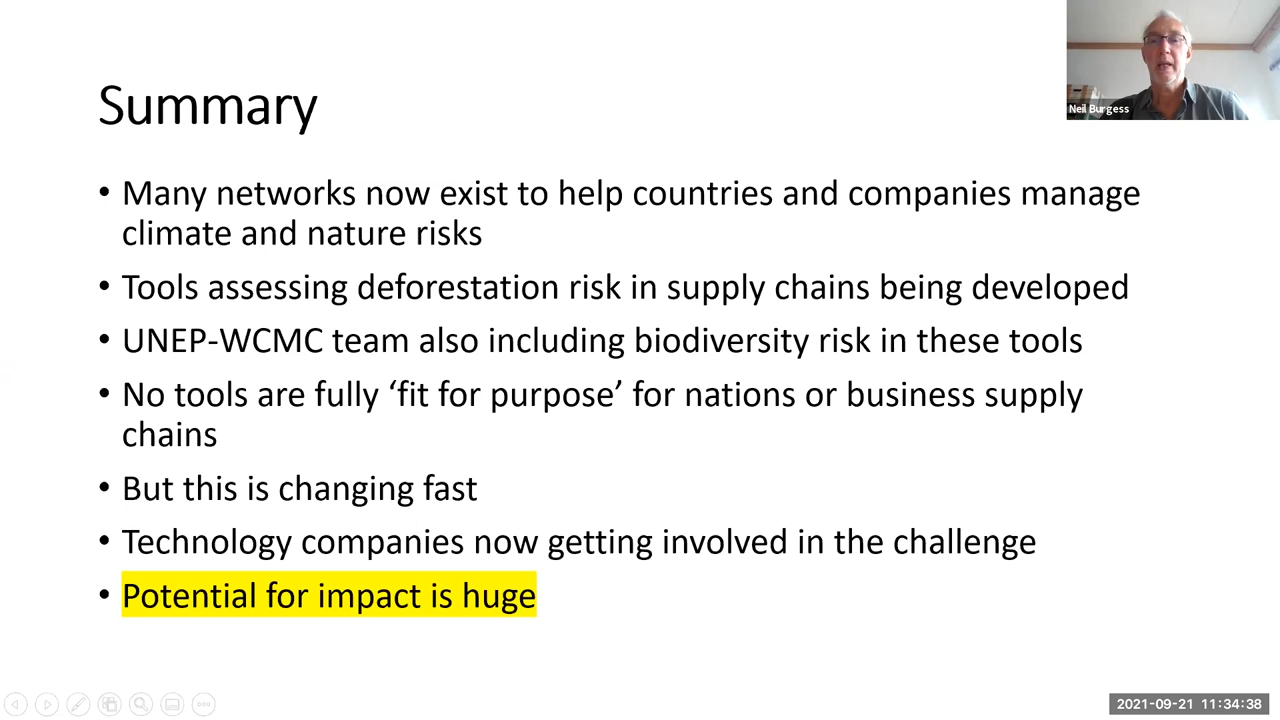 Neil Burgess
Summary
• Many networks now exist to help countries and companies manage
climate and nature risks
• Tools assessing deforestation risk in supply chains being developed
• UNEP-WCMC team also including biodiversity risk in these tools
• No tools are fully ‘fit for purpose’ for nations or business supply
chains
• But this is changing fast
• Technology companies now getting involved in the challenge
• Potential for impact is huge
2021-09-21 11:34:38